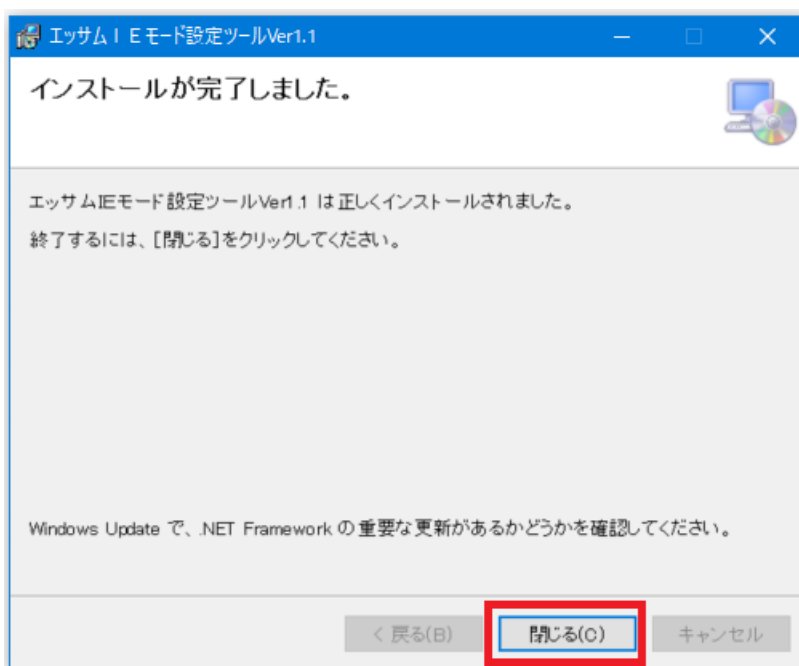 エッサムＩＥモード設定ツールVer1.1
インストールが完了しました。
エッサムIEモード設定ツールVer1.1 は正しくインストールされました。
終了するには、[閉じる]をクリックしてください。
Windows Update で、.NET Framework の重要な更新があるかどうかを確認してください。
< 戻る(B)
閉じる(C)
キャンセル